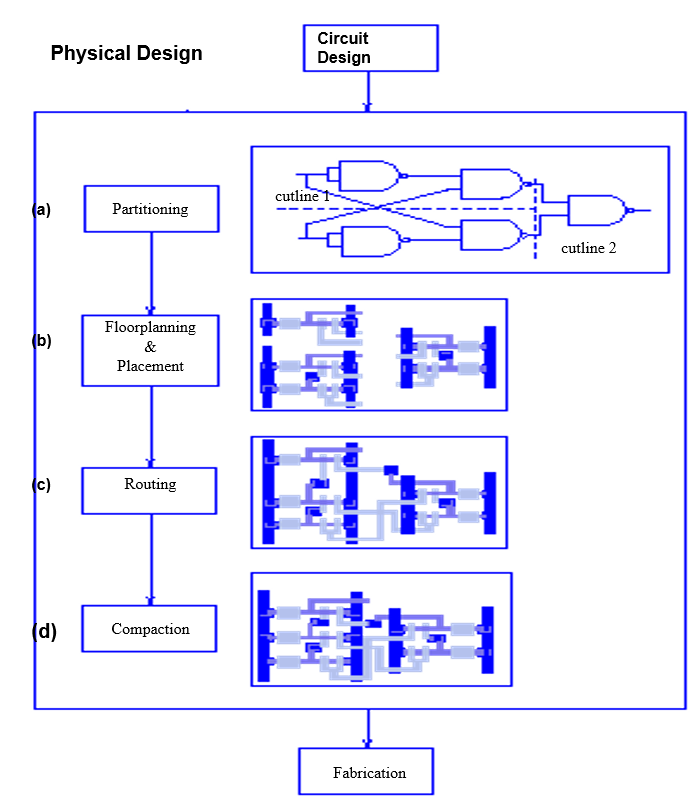 Physical Design
Circuit
Design
(a)
Partitioning
cutline 1
cutline 2
(b)
Floorplanning
&
Placement
(c)
Routing
(d)
Compaction
Fabrication